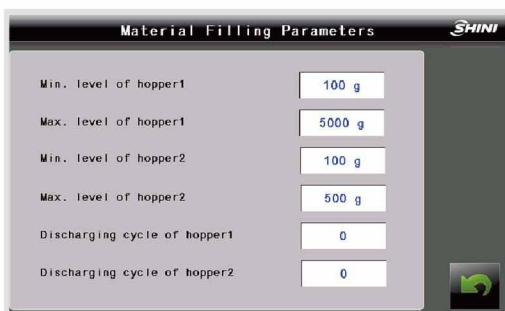 Material Filling Parameters
SHINI
Min. level of hopper1 100 g
Max. level of hopper1 5000 g
Min. level of hopper2 100 g
Max. level of hopper2 500 g
Discharging cycle of hopper1 0
Discharging cycle of hopper2 0